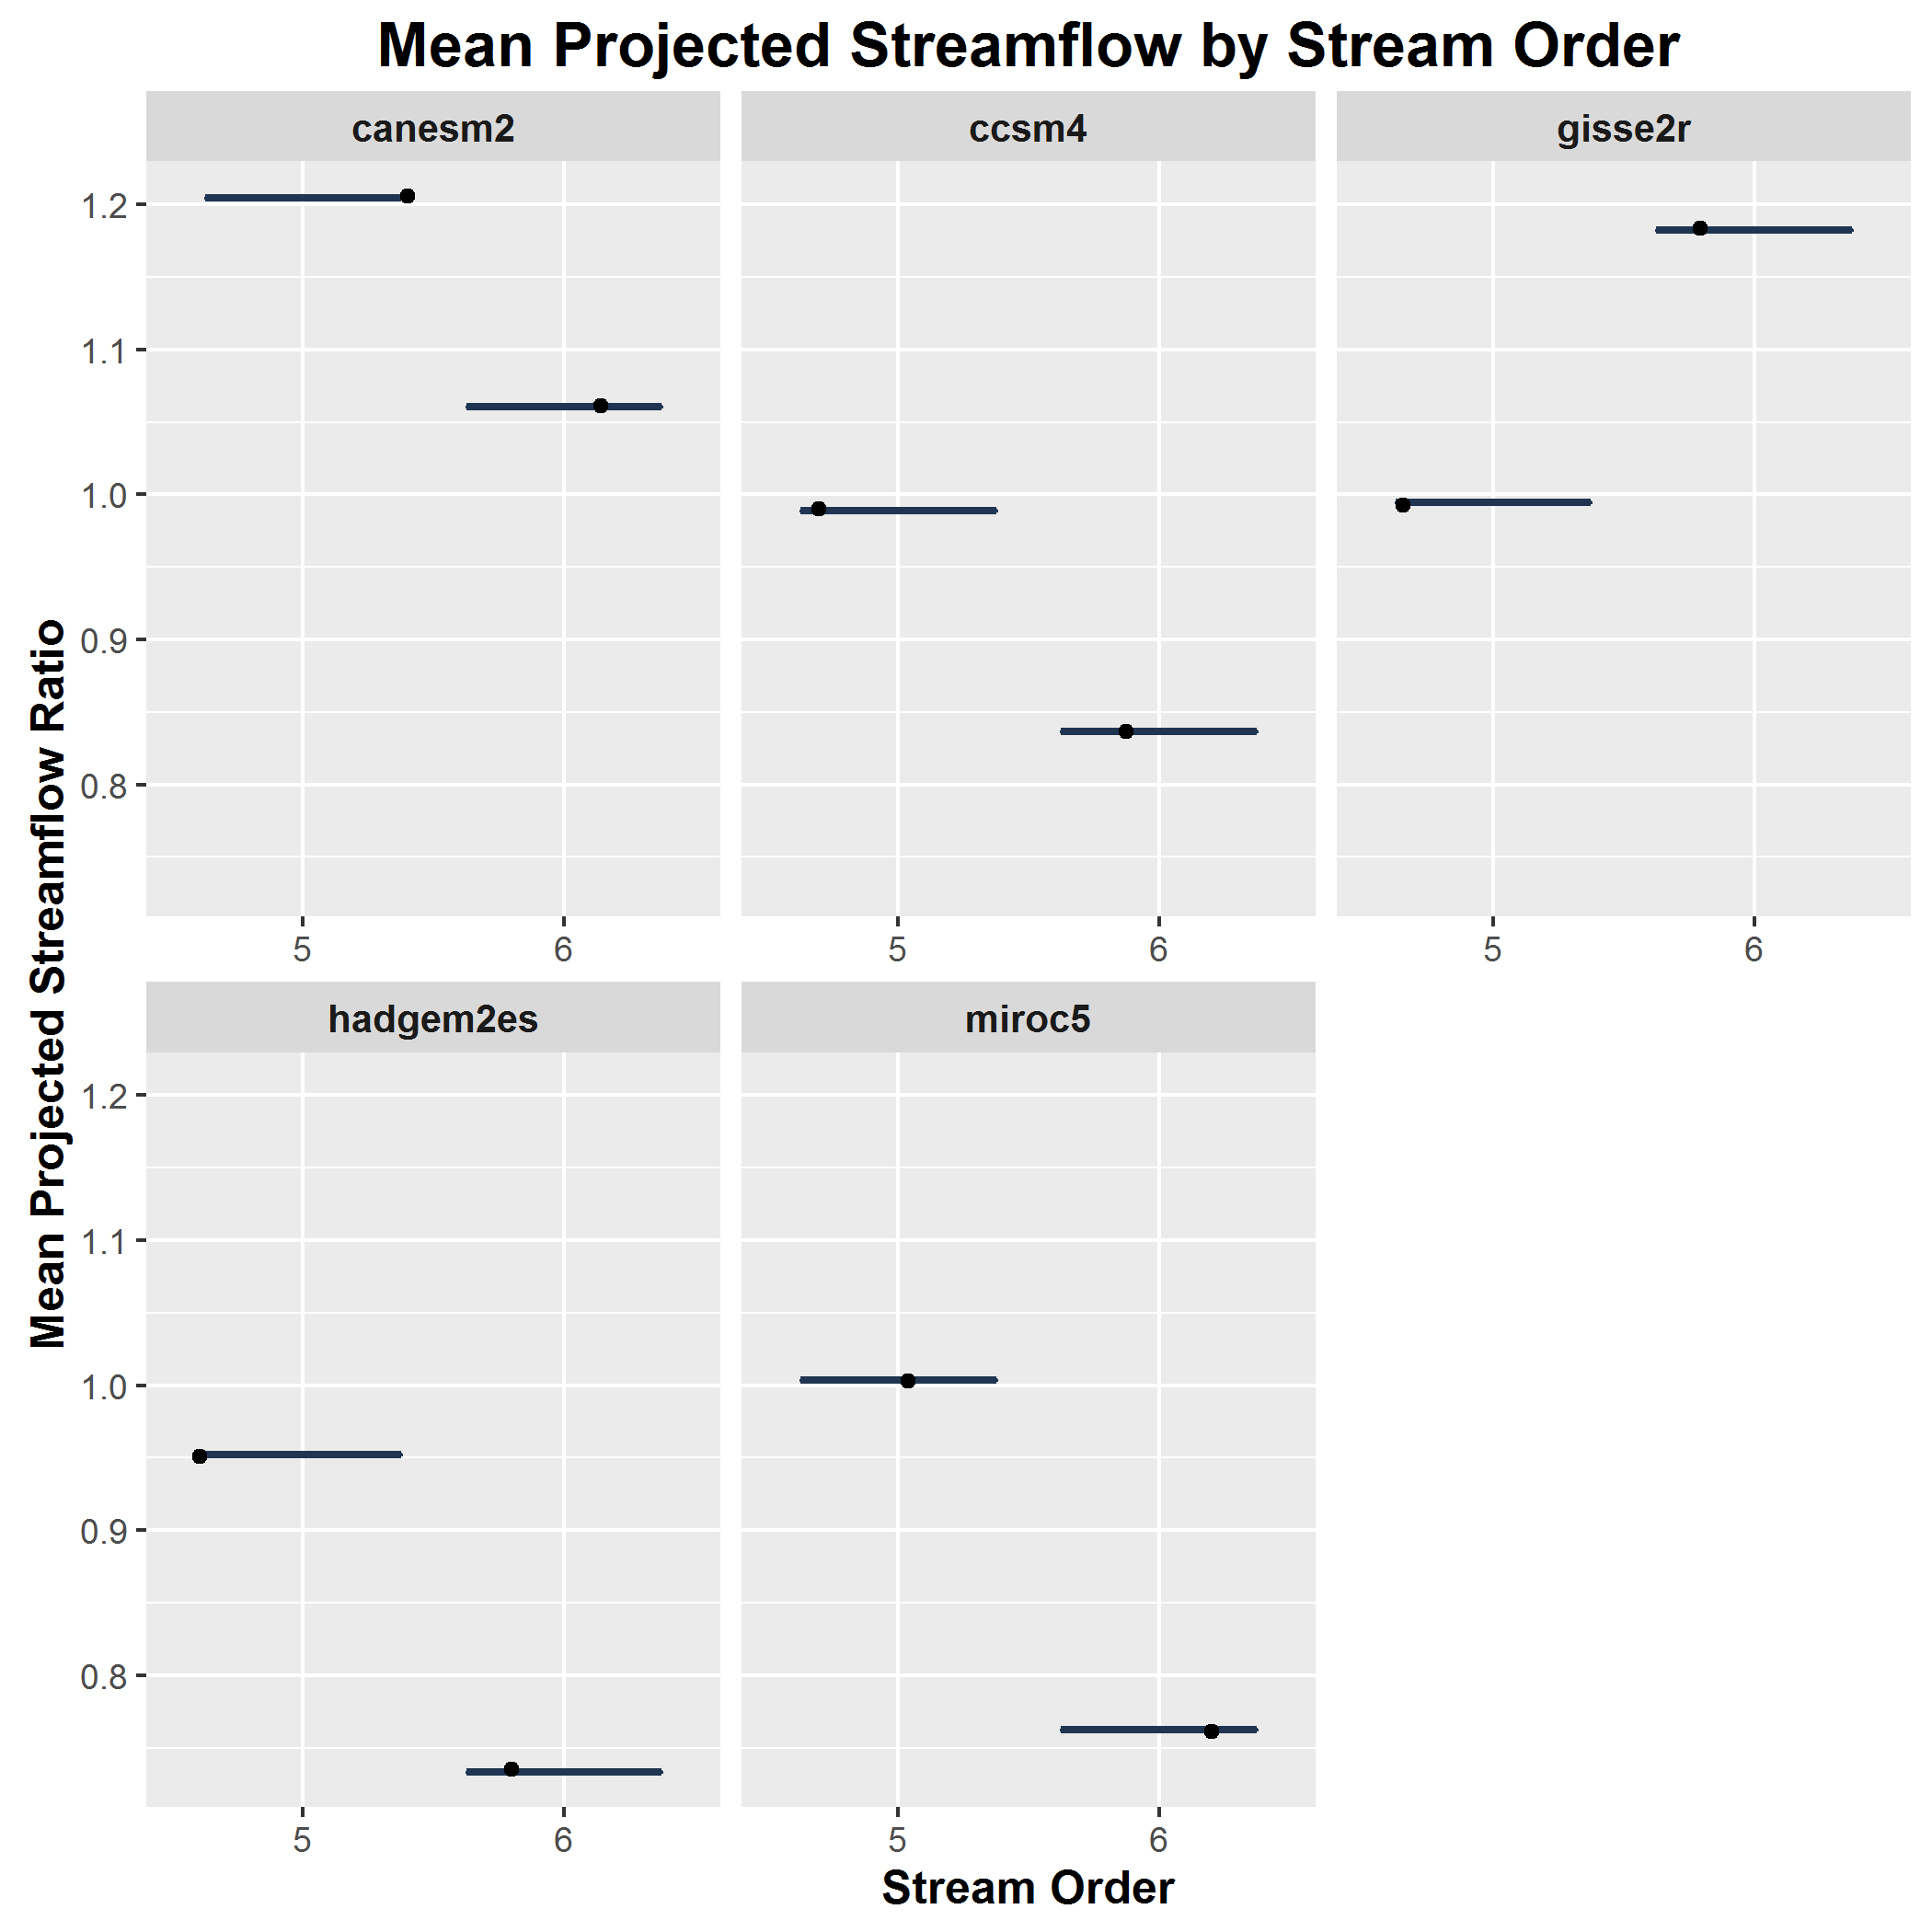 Mean Projected Streamflow by Stream Order
canesm2
ccsm4
gisse2r
1.2
1.1
1.0
0.9
0.8
5
6
5
6
5
6
Mean Projected Streamflow Ratio
hadgem2es
miroc5
1.2
1.1
1.0
0.9
0.8
5
6
5
6
Stream Order